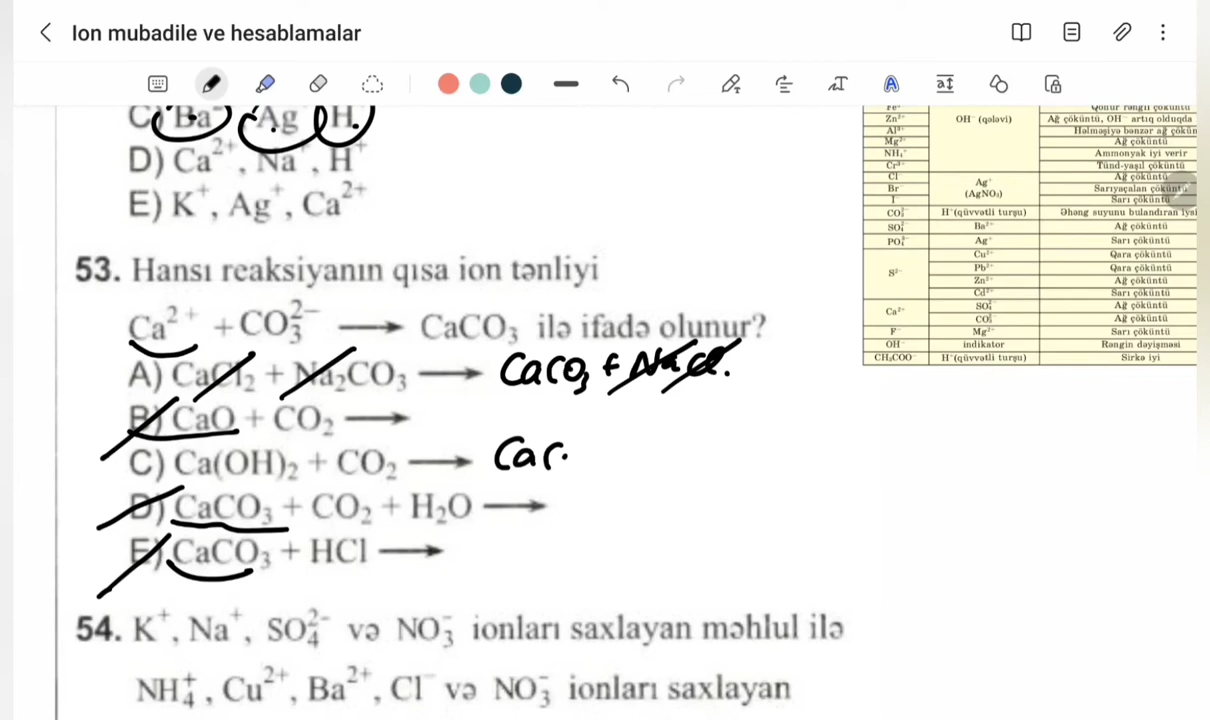 Ion mubadile ve hesablamalar
C) Ba Ag H
D) Ca²⁺, Na⁺, H⁺
E) K⁺, Ag⁺, Ca²⁺
53. Hansı reaksiyanın qısa ion tənliyi
Ca²⁺ + CO₃²⁻ ⟶ CaCO₃ ilə ifadə olunur?
A) CaCl₂ + Na₂CO₃ ⟶ CaCO₃ + NaCl.
B) CaO + CO₂ ⟶
C) Ca(OH)₂ + CO₂ ⟶ Cac.
D) CaCO₃ + CO₂ + H₂O ⟶
E) CaCO₃ + HCl ⟶
54. K⁺, Na⁺, SO₄²⁻ və NO₃⁻ ionları saxlayan məhlul ilə
NH₄⁺, Cu²⁺, Ba²⁺, Cl⁻ və NO₃⁻ ionları saxlayan
Zn²⁺ OH⁻ (qələvi) Ağ çöküntü, OH⁻ artıq olduqda
Al³⁺ Həlməşiyə bənzər ağ çökün
Mg²⁺ Ağ çöküntü
NH₄⁺ Ammonyak iyi verir
Cr³⁺ Tünd-yaşıl çöküntü
Cl⁻ Ag⁺ (AgNO₃) Ağ çöküntü
Br⁻ Sarıyaçalan çöküntü
I⁻ Sarı çöküntü
CO₃²⁻ H⁺(qüvvətli turşu) Əhəng suyunu bulandıran
SO₄²⁻ Ba²⁺ Ağ çöküntü
PO₄³⁻ Ag⁺ Sarı çöküntü
S²⁻ Cu²⁺ Qara çöküntü
Pb²⁺ Qara çöküntü
Zn²⁺ Ağ çöküntü
Cd²⁺ Sarı çöküntü
Ca²⁺ SO₄²⁻ Ağ çöküntü
CO₃²⁻ Ağ çöküntü
F⁻ Mg²⁺ Sarı çöküntü
OH⁻ indikator Rəngin dəyişməsi
CH₃COO⁻ H⁺(qüvvətli turşu) Sirkə iyi